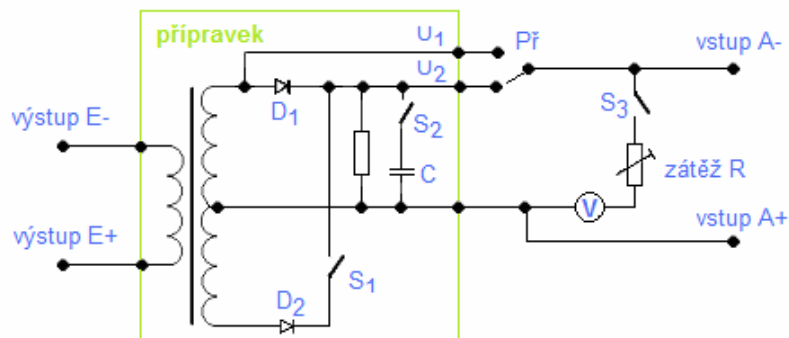 přípravek
U1
U2
Př
vstup A-
D1
S2
S3
výstup E-
C
zátěž R
V
vstup A+
výstup E+
S1
D2